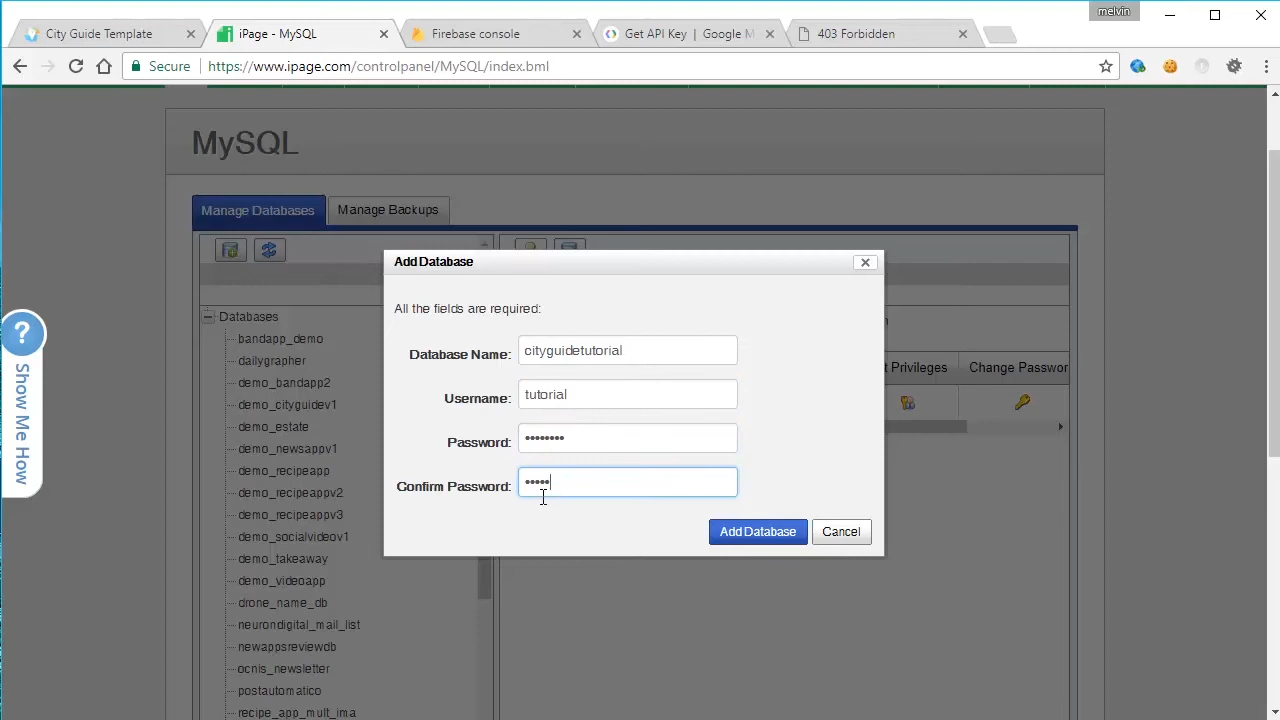 melvin
City Guide Template
iPage - MySQL
Firebase console
Get API Key | Google M
403 Forbidden
Secure
https://www.ipage.com/controlpanel/MySQL/index.bml
MySQL
Manage Databases
Manage Backups
Add Database
All the fields are required:
Database Name: cityguidetutorial
Username: tutorial
Password: ••••••••
Confirm Password: •••••
Add Database
Cancel
Databases
bandapp_demo
dailygrapher
demo_bandapp2
demo_cityguidev1
demo_estate
demo_newsappv1
demo_recipeapp
demo_recipeappv2
demo_recipeappv3
demo_socialvideov1
demo_takeaway
demo_videoapp
drone_name_db
neurondigital_mail_list
newappsreviewdb
ocnis_newsletter
postautomatico
recipe_app_mult_ima
Privileges
Change Passwor
? Show Me How